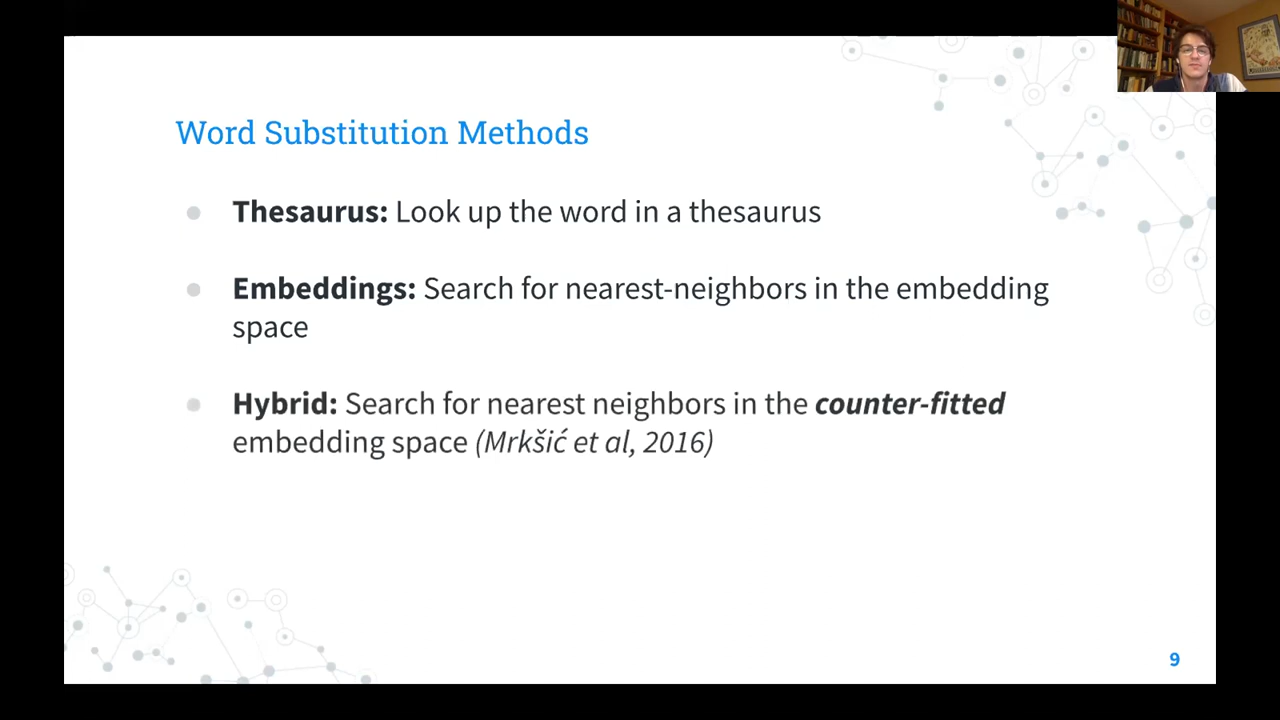 Word Substitution Methods
Thesaurus: Look up the word in a thesaurus
Embeddings: Search for nearest-neighbors in the embedding
space
Hybrid: Search for nearest neighbors in the counter-fitted
embedding space (Mrkšić et al, 2016)
9